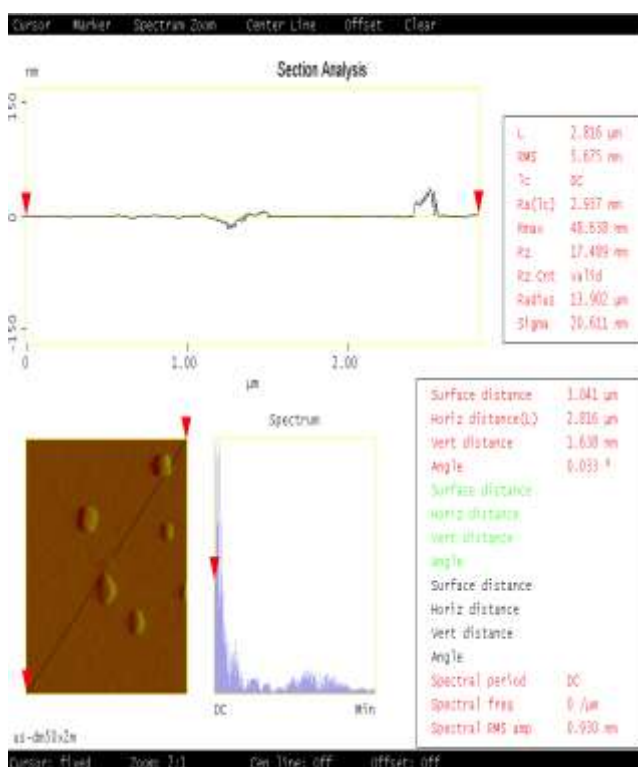 Cursor Marker Spectrum Zoom Center Line Offset Clear
Section Analysis
nm
150
0
-150
0 1.00 2.00
µm
L 2.816 µm
RMS 5.675 nm
lc DC
Ra(lc) 2.937 nm
Rmax 48.638 nm
Rz 17.489 nm
Rz Cnt valid
Radius 13.902 µm
Sigma 20.611 nm
Spectrum
DC Min
Surface distance 3.041 µm
Horiz distance(L) 2.816 µm
Vert distance 1.638 nm
Angle 0.033 °
Surface distance
Horiz distance
Vert distance
Angle
Surface distance
Horiz distance
Vert distance
Angle
Spectral period DC
Spectral freq 0 /µm
Spectral RMS amp 0.930 nm
as-dm50x2m
Cursor: fixed Zoom: 2:1 Cen line: Off Offset: Off